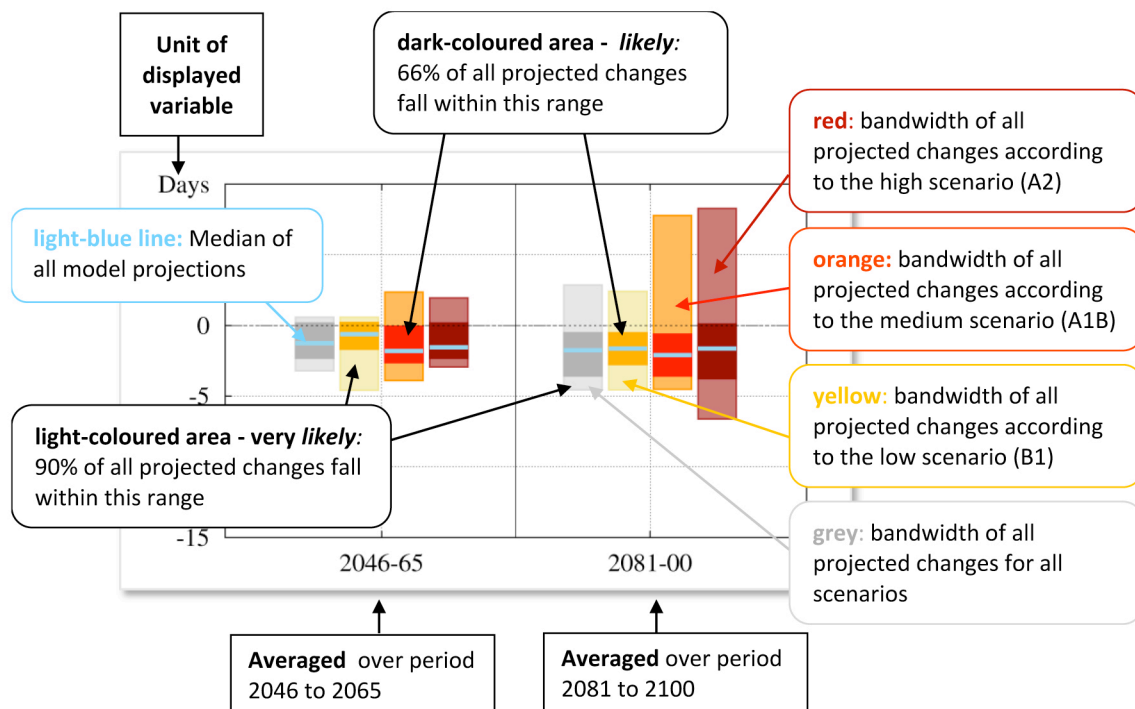 Unit of
displayed
variable
dark-coloured area - likely:
66% of all projected changes
fall within this range
red: bandwidth of all
projected changes according
to the high scenario (A2)
Days
light-blue line: Median of
all model projections
orange: bandwidth of all
projected changes according
to the medium scenario (A1B)
0
-5
light-coloured area - very likely:
90% of all projected changes fall
within this range
yellow: bandwidth of all
projected changes according
to the low scenario (B1)
grey: bandwidth of all
projected changes for all
scenarios
-15
2046-65
2081-00
Averaged over period
2046 to 2065
Averaged over period
2081 to 2100